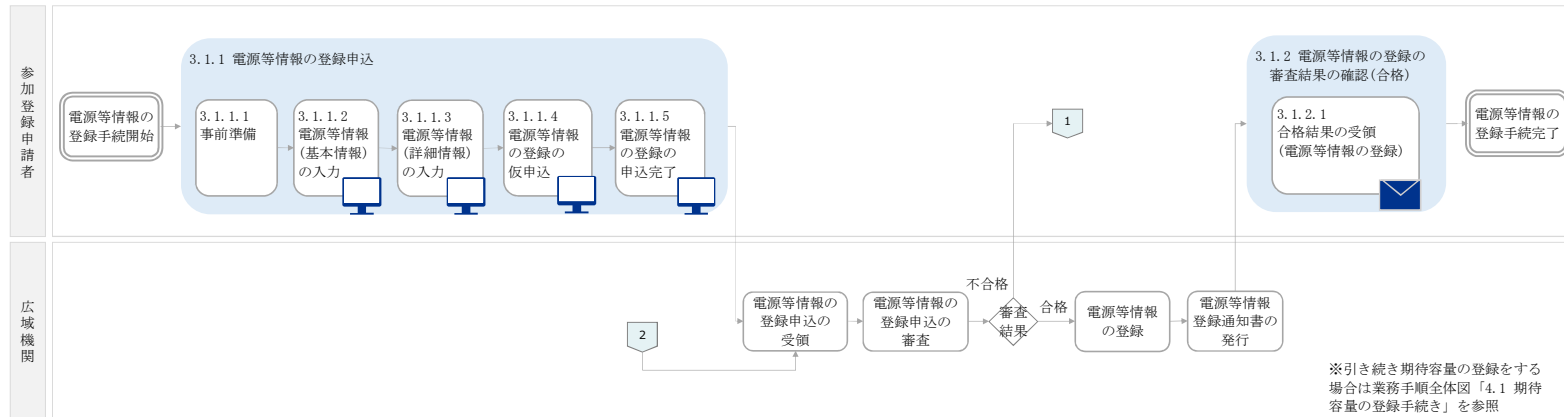 参加登録申請者
電源等情報の
登録手続開始
3.1.1 電源等情報の登録申込
3.1.1.1
事前準備
3.1.1.2
電源等情報
(基本情報)
の入力
3.1.1.3
電源等情報
(詳細情報)
の入力
3.1.1.4
電源等情報
の登録の
仮申込
3.1.1.5
電源等情報
の登録の
申込完了
1
3.1.2 電源等情報の登録の
審査結果の確認(合格)
3.1.2.1
合格結果の受領
(電源等情報の登録)
電源等情報の
登録手続完了
広域機関
2
電源等情報の
登録申込の
受領
電源等情報の
登録申込の
審査
不合格
審査
結果
合格
電源等情報
の登録
電源等情報
登録通知書の
発行
※引き続き期待容量の登録をする
場合は業務手順全体図「4.1 期待
容量の登録手続き」を参照